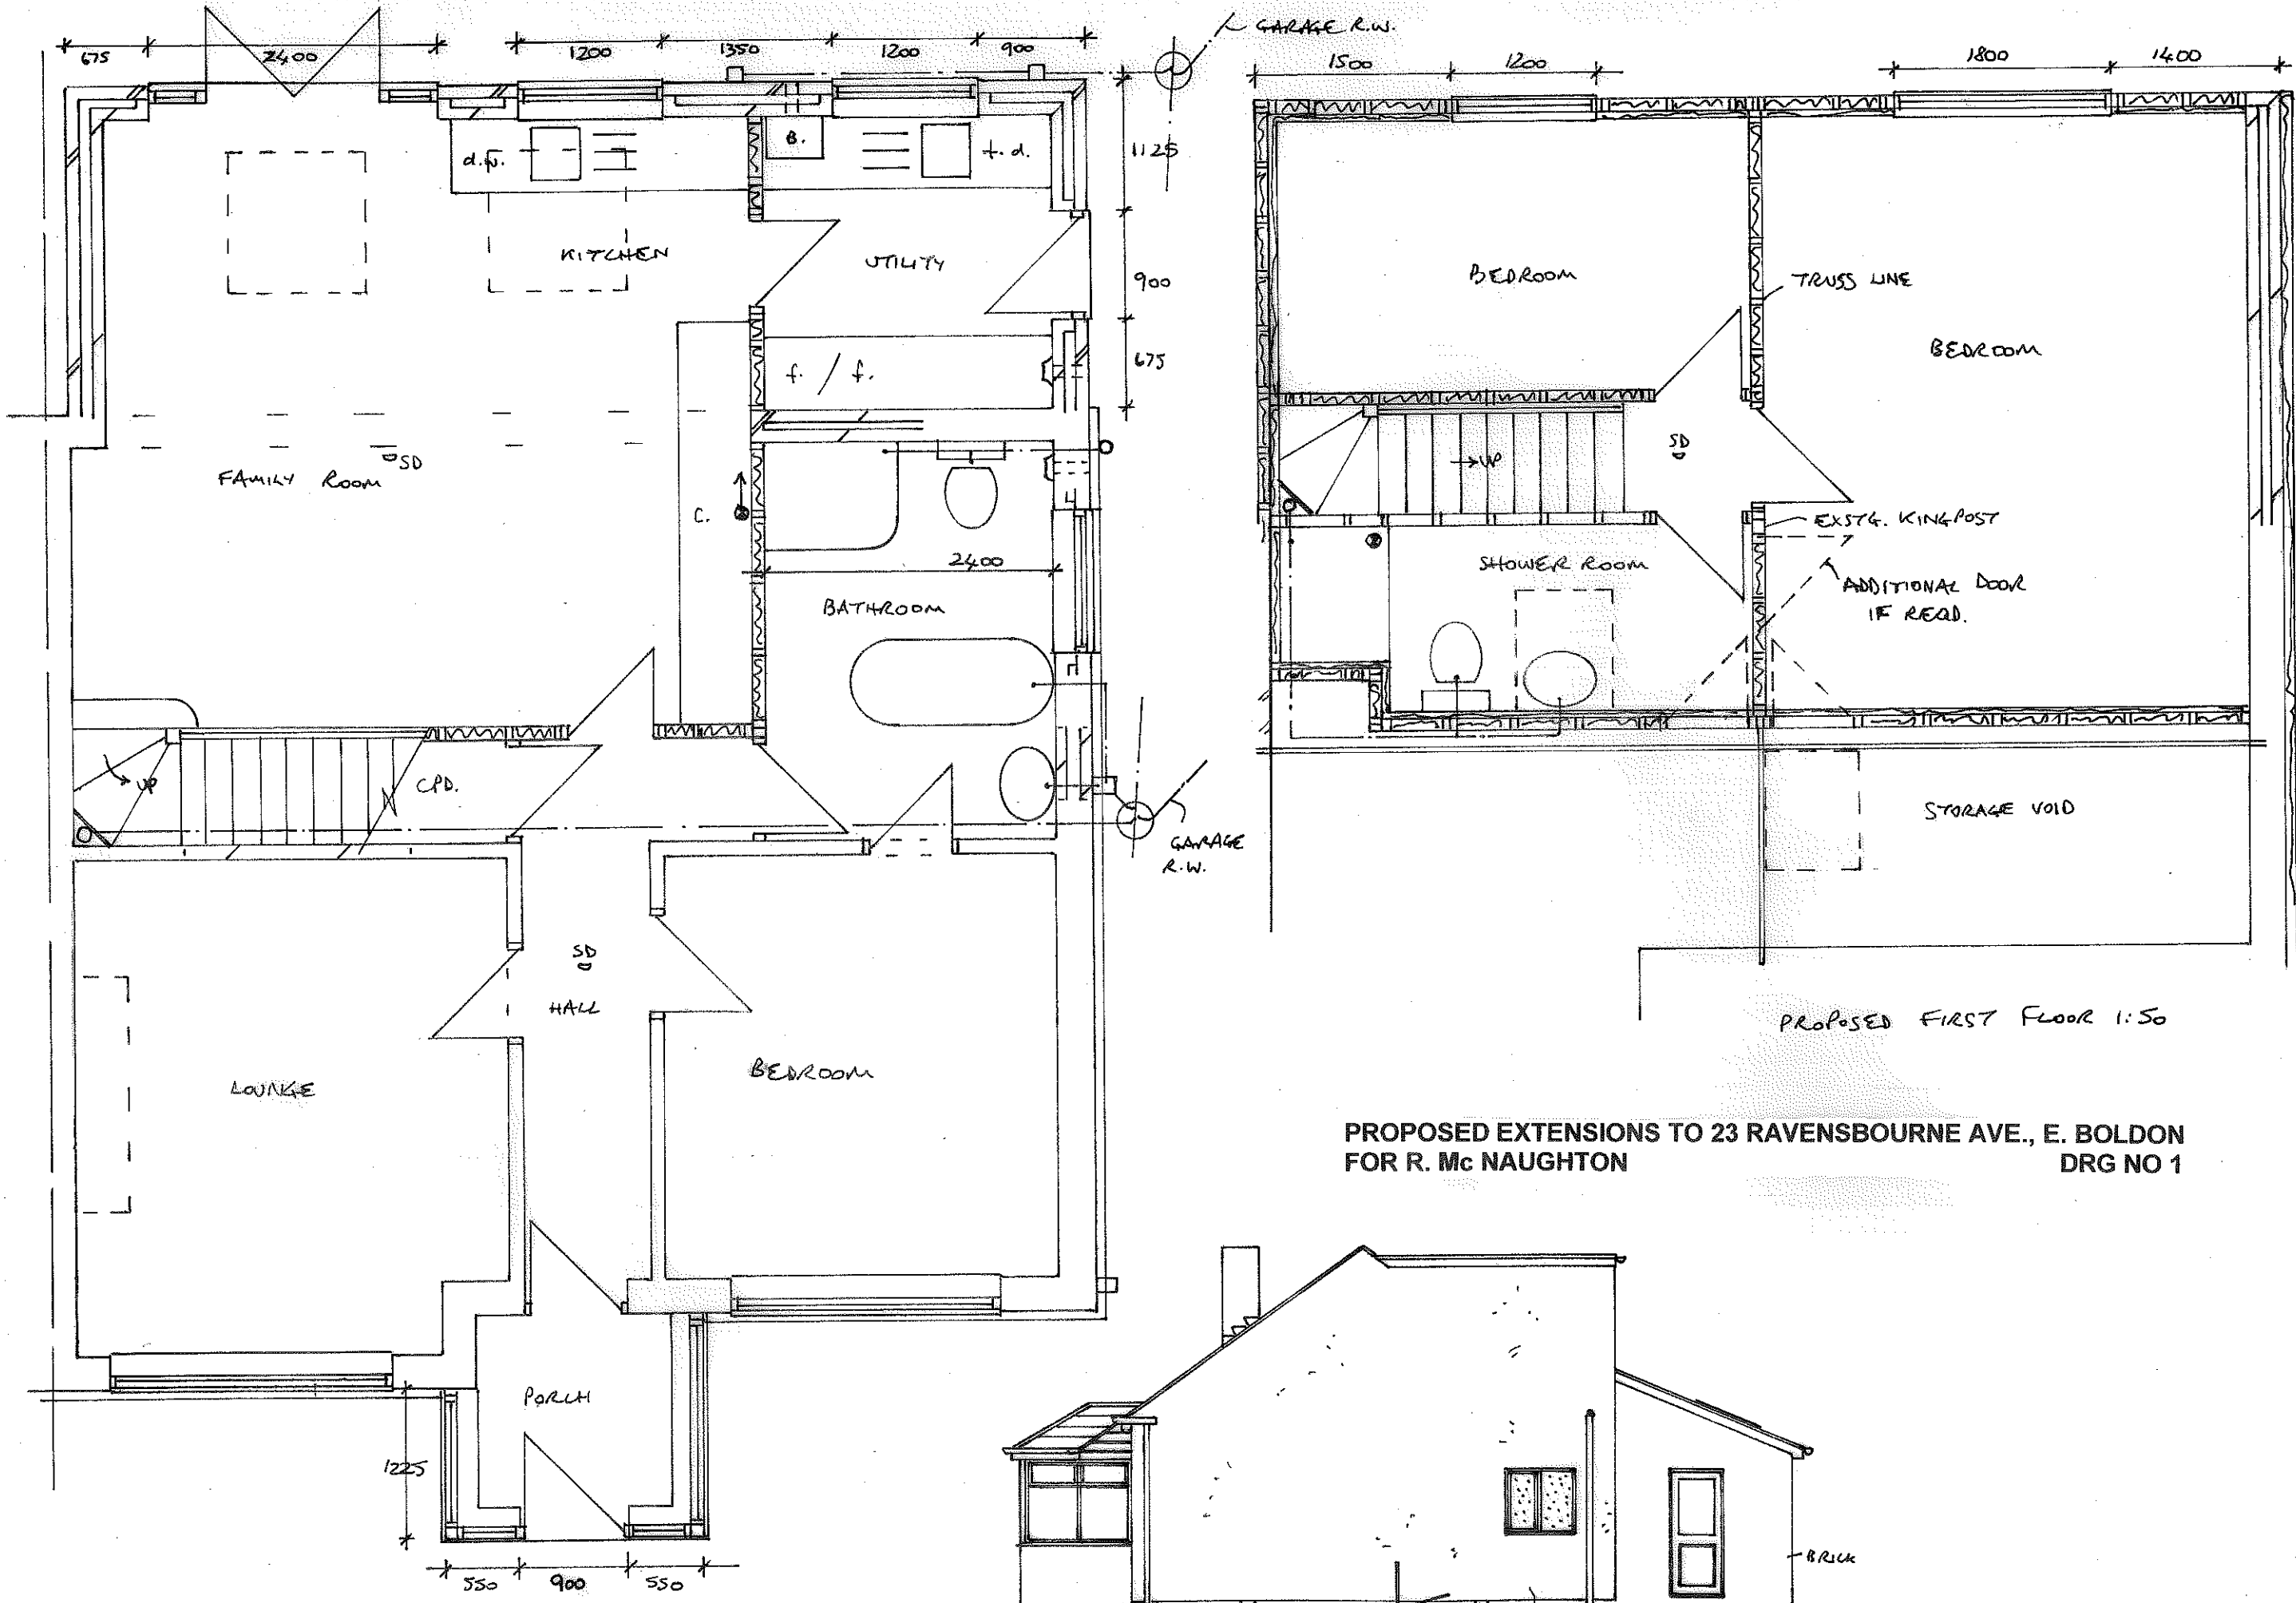 GARAGE R.W.
675 2400 1200 1350 1200 900
1500 1200 1800 1400
d.w. B. t.d.
1125
KITCHEN UTILITY
900
BEDROOM
TRUSS LINE
BEDROOM
675
f. / f.
SD
FAMILY ROOM
C.
2400
BATHROOM
SD
UP
EXSTG. KINGPOST
SHOWER ROOM
ADDITIONAL DOOR
IF REQD.
UP
CPD.
GARAGE
R.W.
STORAGE VOID
SD
HALL
LOUNGE
BEDROOM
PROPOSED FIRST FLOOR 1:50
PROPOSED EXTENSIONS TO 23 RAVENSBOURNE AVE., E. BOLDON
FOR R. Mc NAUGHTON DRG NO 1
PORCH
1225
550 900 550
BRICK